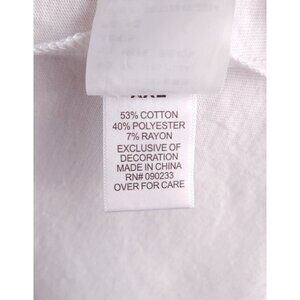 53% COTTON
40% POLYESTER
7% RAYON
EXCLUSIVE OF
DECORATION
MADE IN CHINA
RN# 090233
OVER FOR CARE